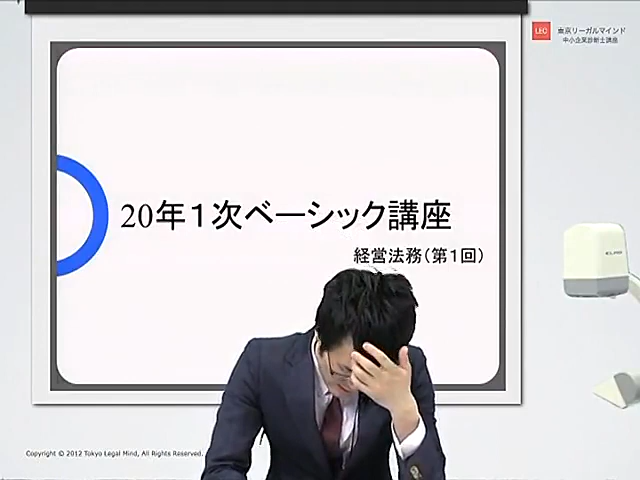 LEC 東京リーガルマインド
中小企業診断士講座
20年１次ベーシック講座
経営法務（第１回）
ELMO
Copyright © 2012 Tokyo Legal Mind, All Rights Reserved.